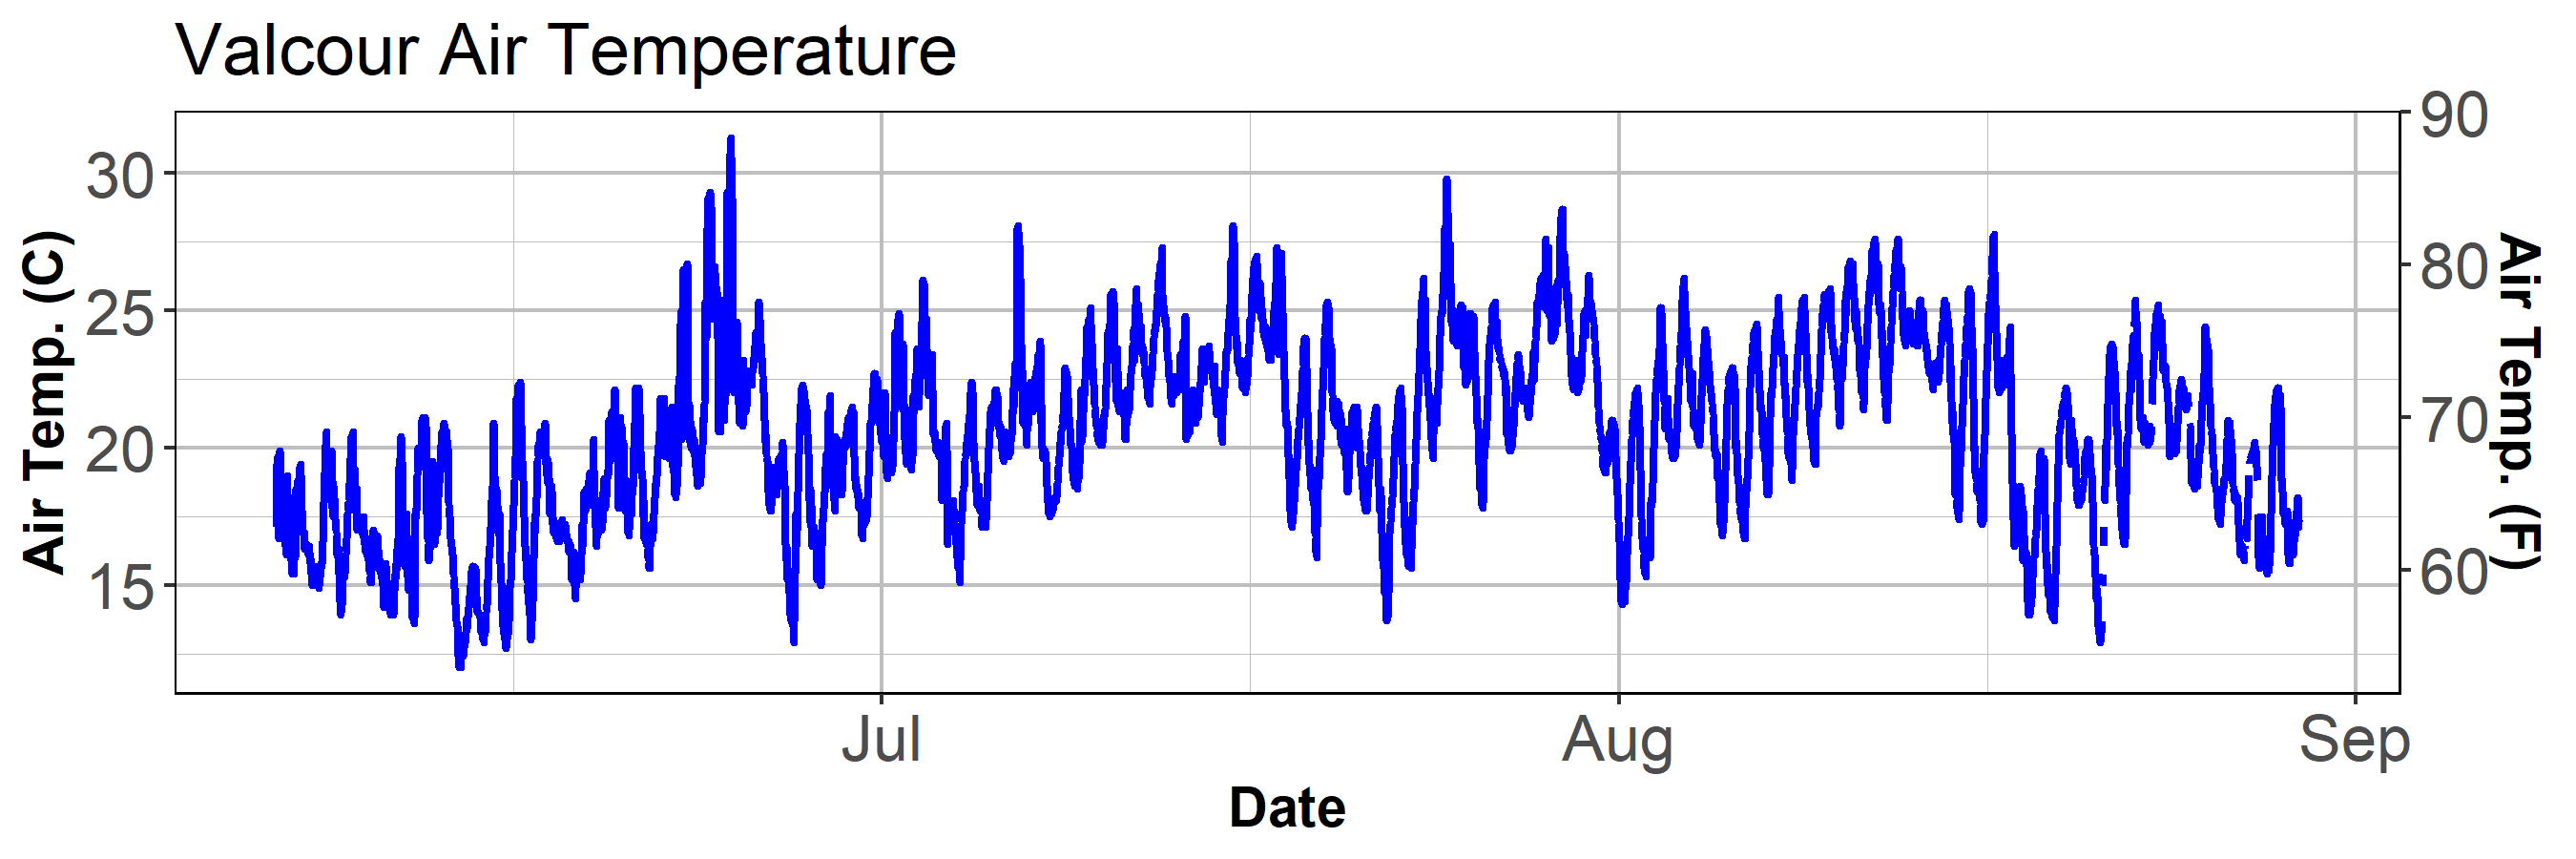 Valcour Air Temperature
Air Temp. (C)
30
25
20
15
90
80
70
60
Air Temp. (F)
Jul
Aug
Sep
Date